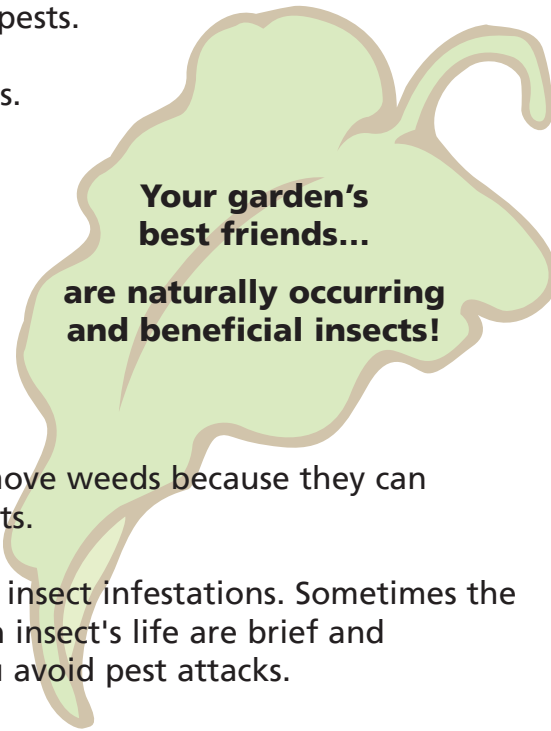 pests.
s.
Your garden's
best friends...
are naturally occurring
and beneficial insects!
ove weeds because they can
ts.
insect infestations. Sometimes the
insect's life are brief and
avoid pest attacks.